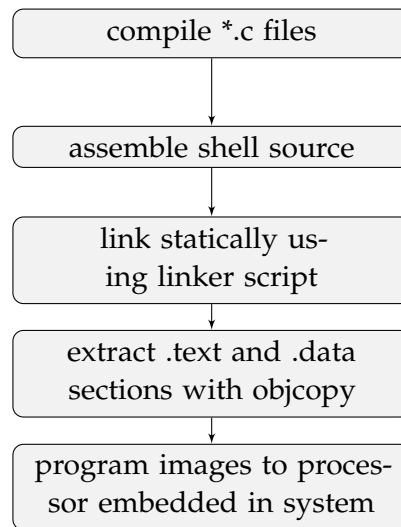 compile *.c files
assemble shell source
link statically us-
ing linker script
extract .text and .data
sections with objcopy
program images to proces-
sor embedded in system